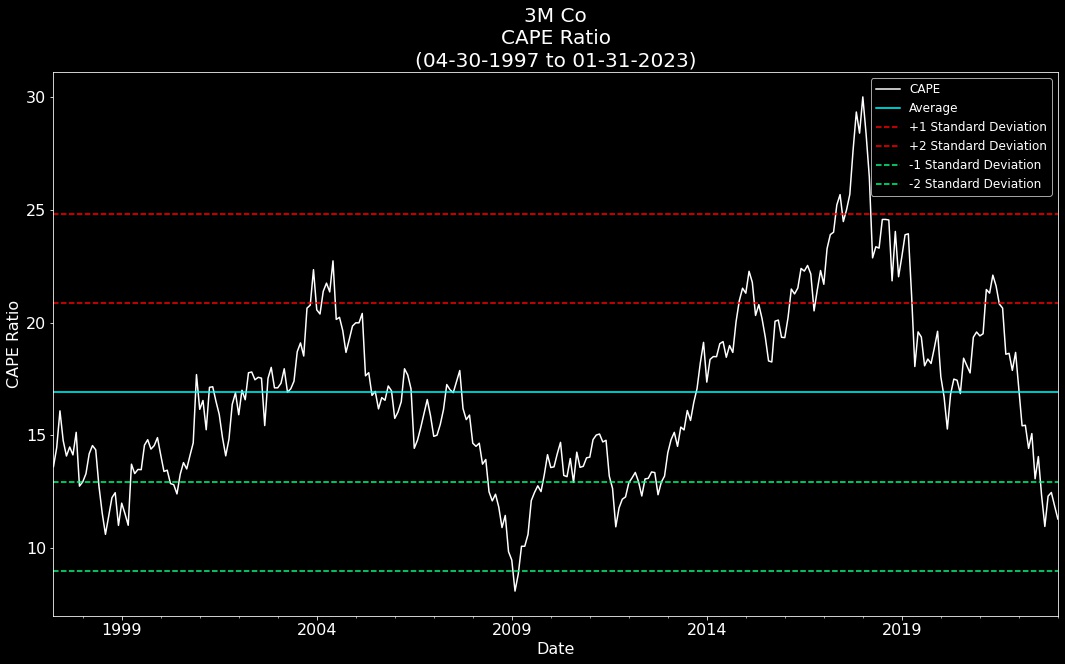 3M Co
CAPE Ratio
(04-30-1997 to 01-31-2023)
CAPE
Average
+1 Standard Deviation
+2 Standard Deviation
-1 Standard Deviation
-2 Standard Deviation
CAPE Ratio
30
25
20
15
10
1999 2004 2009 2014 2019
Date